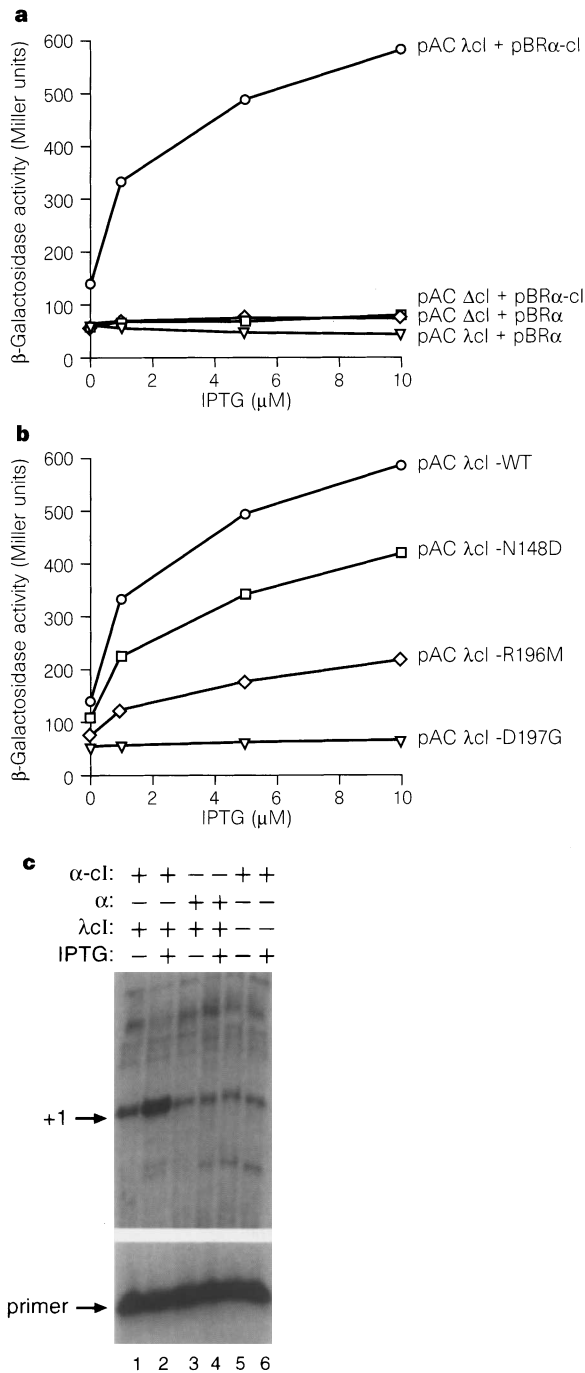 a
β-Galactosidase activity (Miller units)
600
500
400
300
200
100
0
0 2 4 6 8 10
IPTG (μM)
pAC λcI + pBRα-cI
pAC ΔcI + pBRα-cI
pAC ΔcI + pBRα
pAC λcI + pBRα
b
β-Galactosidase activity (Miller units)
600
500
400
300
200
100
0
0 2 4 6 8 10
IPTG (μM)
pAC λcI -WT
pAC λcI -N148D
pAC λcI -R196M
pAC λcI -D197G
c
α-cI: + + − − + +
α: − − + + − −
λcI: + + + + − −
IPTG: − + − + − +
+1
primer
1 2 3 4 5 6